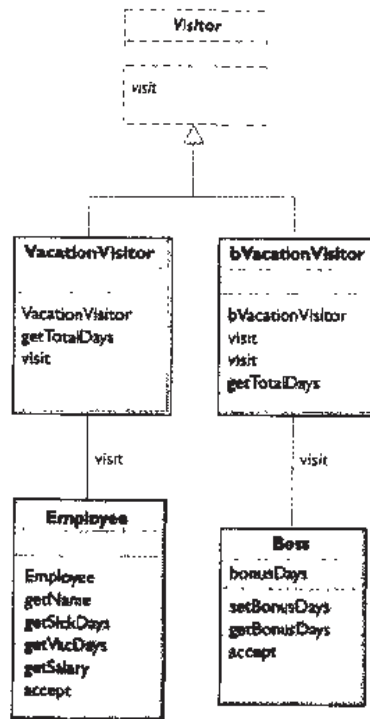 Visitor
visit
VacationVisitor
VacationVisitor
getTotalDays
visit
bVacationVisitor
bVacationVisitor
visit
visit
getTotalDays
visit
visit
Employee
Employee
getName
getSickDays
getVacDays
getSalary
accept
Boss
bonusDays
setBonusDays
getBonusDays
accept